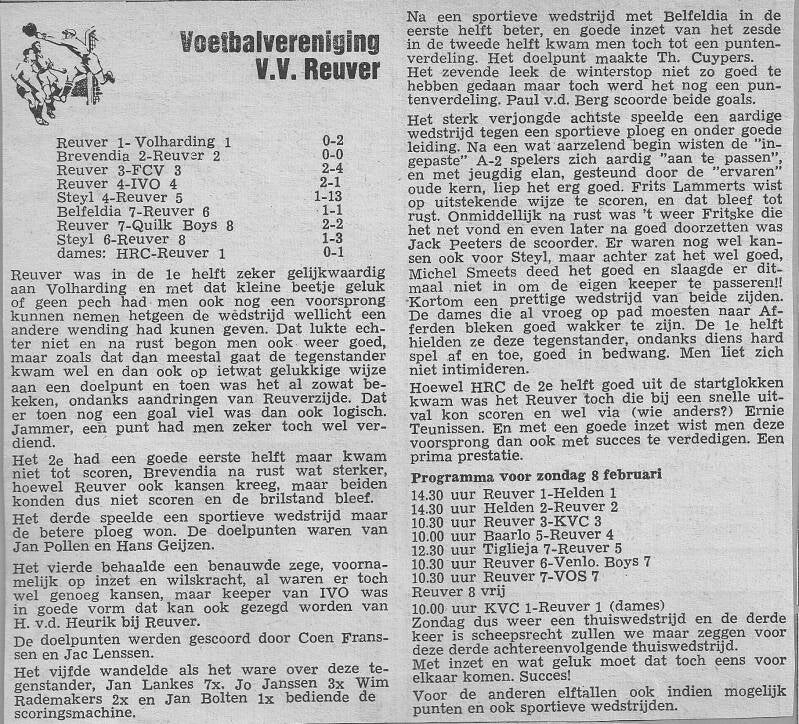 Voetbalvereniging
V.V. Reuver
Reuver 1- Volharding 1 0-2
Brevendia 2-Reuver 2 0-0
Reuver 3-FCV 3 2-4
Reuver 4-IVO 4 2-1
Steyl 4-Reuver 5 1-13
Belfeldia 7-Reuver 6 1-1
Reuver 7-Quilk Boys 8 2-2
Steyl 6-Reuver 8 1-3
dames: HRC-Reuver 1 0-1
Reuver was in de 1e helft zeker gelijkwaardig
aan Volharding en met dat kleine beetje geluk
of geen pech had men ook nog een voorsprong
kunnen nemen hetgeen de wedstrijd wellicht een
andere wending had kunen geven. Dat lukte ech-
ter niet en na rust begon men ook weer goed,
maar zoals dat dan meestal gaat de tegenstander
kwam wel en dan ook op ietwat gelukkige wijze
aan een doelpunt en toen was het al zowat be-
keken, ondanks aandringen van Reuverzijde. Dat
er toen nog een goal viel was dan ook logisch.
Jammer, een punt had men zeker toch wel ver-
diend.
Het 2e had een goede eerste helft maar kwam
niet tot scoren, Brevendia na rust wat sterker,
hoewel Reuver ook kansen kreeg, maar beiden
konden dus niet scoren en de brilstand bleef.
Het derde speelde een sportieve wedstrijd maar
de betere ploeg won. De doelpunten waren van
Jan Pollen en Hans Geijzen.
Het vierde behaalde een benauwde zege, voorna-
melijk op inzet en wilskracht, al waren er toch
wel genoeg kansen, maar keeper van IVO was
in goede vorm dat kan ook gezegd worden van
H. v.d. Heurik bij Reuver.
De doelpunten werden gescoord door Coen Frans-
sen en Jac Lenssen.
Het vijfde wandelde als het ware over deze te-
genstander, Jan Lankes 7x. Jo Janssen 3x Wim
Rademakers 2x en Jan Bolten 1x bediende de
scoringsmachine.
Na een sportieve wedstrijd met Belfeldia in de
eerste helft beter, en goede inzet van het zesde
in de tweede helft kwam men toch tot een punten-
verdeling. Het doelpunt maakte Th. Cuypers.
Het zevende leek de winterstop niet zo goed te
hebben gedaan maar toch werd het nog een pun-
tenverdeling. Paul v.d. Berg scoorde beide goals.
Het sterk verjongde achtste speelde een aardige
wedstrijd tegen een sportieve ploeg en onder goede
leiding. Na een wat aarzelend begin wisten de "in-
gepaste" A-2 spelers zich aardig "aan te passen",
en met jeugdig elan, gesteund door de "ervaren"
oude kern, liep het erg goed. Frits Lammerts wist
op uitstekende wijze te scoren, en dat bleef tot
rust. Onmiddellijk na rust was 't weer Fritske die
het net vond en even later na goed doorzetten was
Jack Peeters de scoorder. Er waren nog wel kan-
sen ook voor Steyl, maar achter zat het wel goed,
Michel Smeets deed het goed en slaagde er dit-
maal niet in om de eigen keeper te passeren!!
Kortom een prettige wedstrijd van beide zijden.
De dames die al vroeg op pad moesten naar Af-
ferden bleken goed wakker te zijn. De 1e helft
hielden ze deze tegenstander, ondanks diens hard
spel af en toe, goed in bedwang. Men liet zich
niet intimideren.
Hoewel HRC de 2e helft goed uit de startglokken
kwam was het Reuver toch die bij een snelle uit-
val kon scoren en wel via (wie anders?) Ernie
Teunissen. En met een goede inzet wist men deze
voorsprong dan ook met succes te verdedigen. Een
prima prestatie.
Programma voor zondag 8 februari
14.30 uur Reuver 1-Helden 1
14.30 uur Helden 2-Reuver 2
10.30 uur Reuver 3-KVC 3
10.00 uur Baarlo 5-Reuver 4
12.30 uur Tiglieja 7-Reuver 5
10.30 uur Reuver 6-Venlo. Boys 7
10.30 uur Reuver 7-VOS 7
Reuver 8 vrij
10.00 uur KVC 1-Reuver 1 (dames)
Zondag dus weer een thuiswedstrijd en de derde
keer is scheepsrecht zullen we maar zeggen voor
deze derde achtereenvolgende thuiswedstrijd.
Met inzet en wat geluk moet dat toch eens voor
elkaar komen. Succes!
Voor de anderen elftallen ook indien mogelijk
punten en ook sportieve wedstrijden.